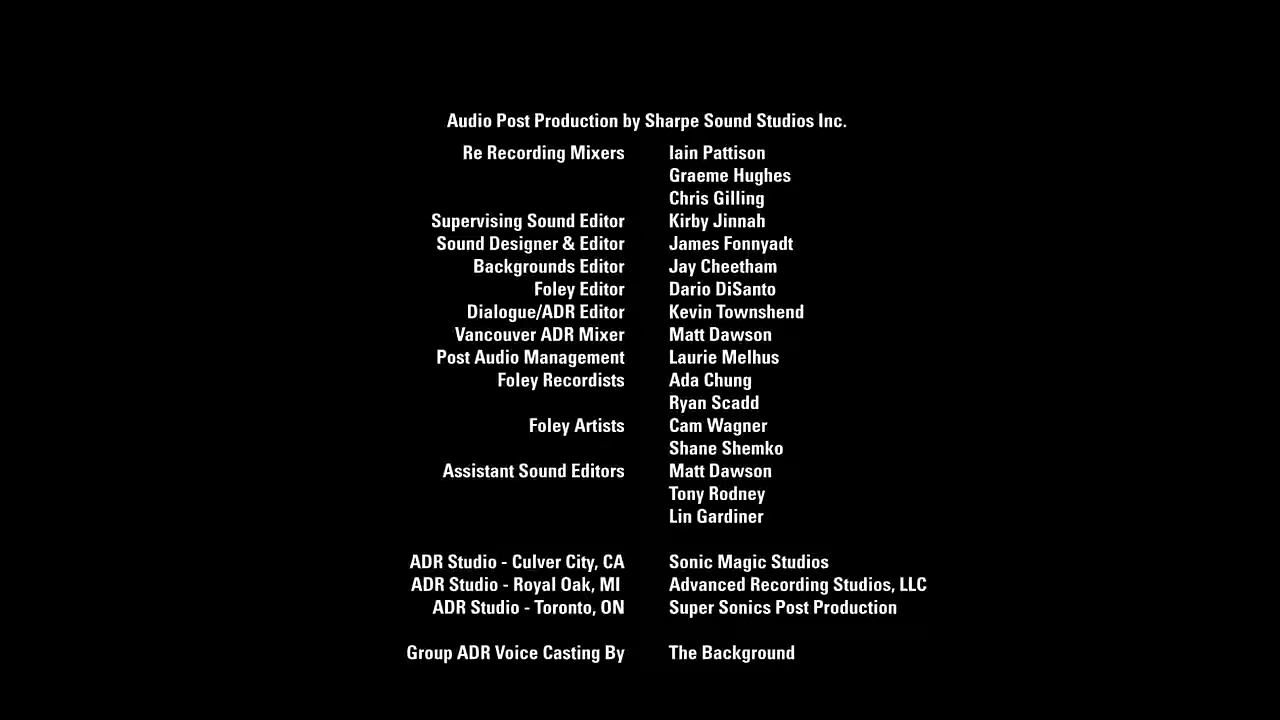 Audio Post Production by Sharpe Sound Studios Inc.
Re Recording Mixers Iain Pattison
Graeme Hughes
Chris Gilling
Supervising Sound Editor Kirby Jinnah
Sound Designer & Editor James Fonnyadt
Backgrounds Editor Jay Cheetham
Foley Editor Dario DiSanto
Dialogue/ADR Editor Kevin Townshend
Vancouver ADR Mixer Matt Dawson
Post Audio Management Laurie Melhus
Foley Recordists Ada Chung
Ryan Scadd
Foley Artists Cam Wagner
Shane Shemko
Assistant Sound Editors Matt Dawson
Tony Rodney
Lin Gardiner
ADR Studio - Culver City, CA Sonic Magic Studios
ADR Studio - Royal Oak, MI Advanced Recording Studios, LLC
ADR Studio - Toronto, ON Super Sonics Post Production
Group ADR Voice Casting By The Background